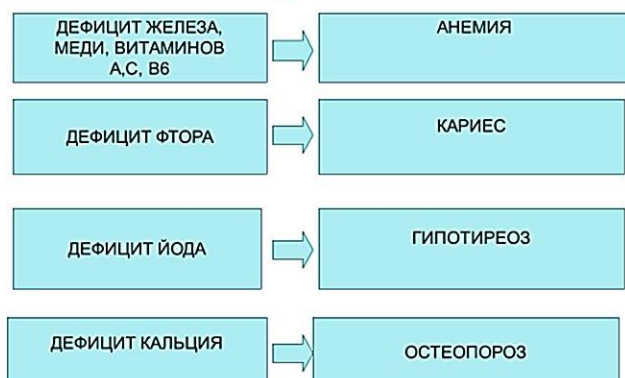 ДЕФИЦИТ ЖЕЛЕЗА,
МЕДИ, ВИТАМИНОВ
А,С, В6
АНЕМИЯ
ДЕФИЦИТ ФТОРА
КАРИЕС
ДЕФИЦИТ ЙОДА
ГИПОТИРЕОЗ
ДЕФИЦИТ КАЛЬЦИЯ
ОСТЕОПОРОЗ